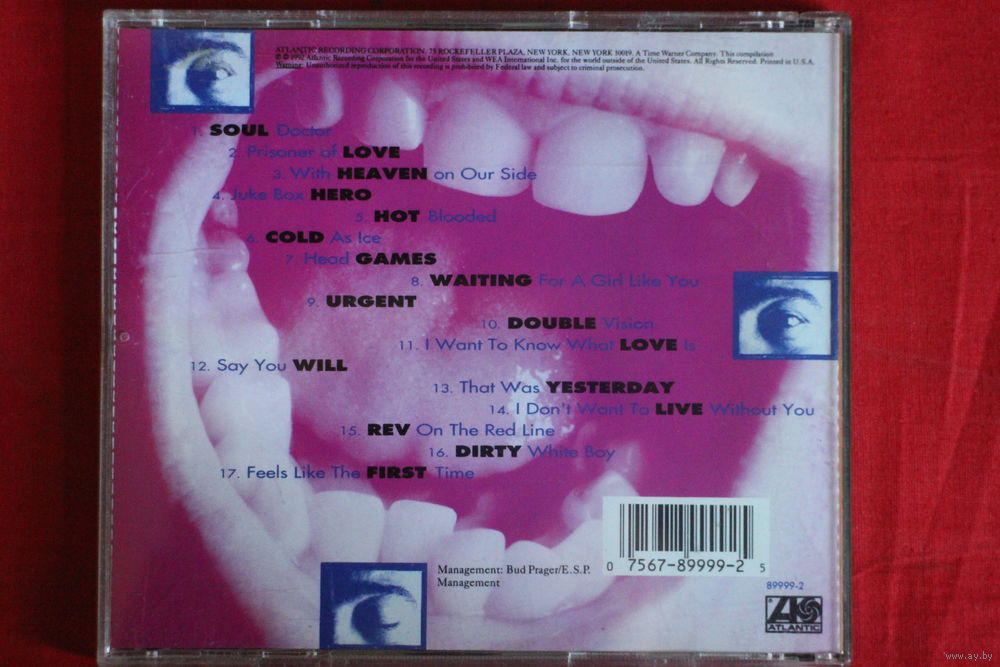 ATLANTIC RECORDING CORPORATION, 75 ROCKEFELLER PLAZA, NEW YORK, NEW YORK 10019. A Time Warner Company. This compilation
℗ © 1992 Atlantic Recording Corporation for the United States and WEA International Inc. for the world outside of the United States. All Rights Reserved. Printed in U.S.A.
Warning: Unauthorized reproduction of this recording is prohibited by Federal law and subject to criminal prosecution.
1. SOUL Doctor
2. Prisoner of LOVE
3. With HEAVEN on Our Side
4. Juke Box HERO
5. HOT Blooded
6. COLD As Ice
7. Head GAMES
8. WAITING For A Girl Like You
9. URGENT
10. DOUBLE Vision
11. I Want To Know What LOVE Is
12. Say You WILL
13. That Was YESTERDAY
14. I Don't Want To LIVE Without You
15. REV On The Red Line
16. DIRTY White Boy
17. Feels Like The FIRST Time
Management: Bud Prager/E.S.P.
Management
0 7567-89999-2 5
89999-2
ATLANTIC
www.ay.by